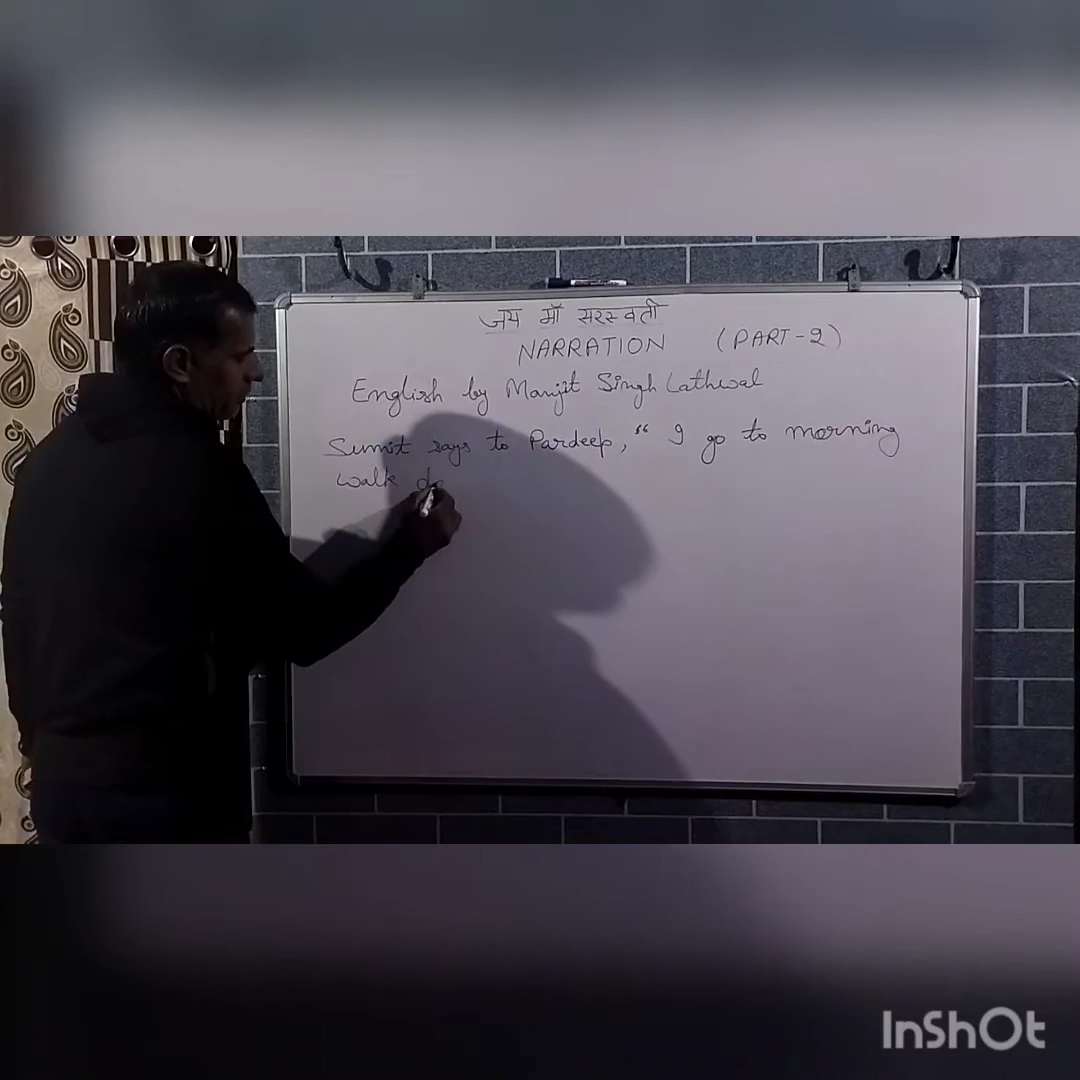 जय माँ सरस्वती
NARRATION (PART-2)
English by Manjit Singh Lathwal
Sumit says to Pardeep, “ I go to morning
walk da
InShOt